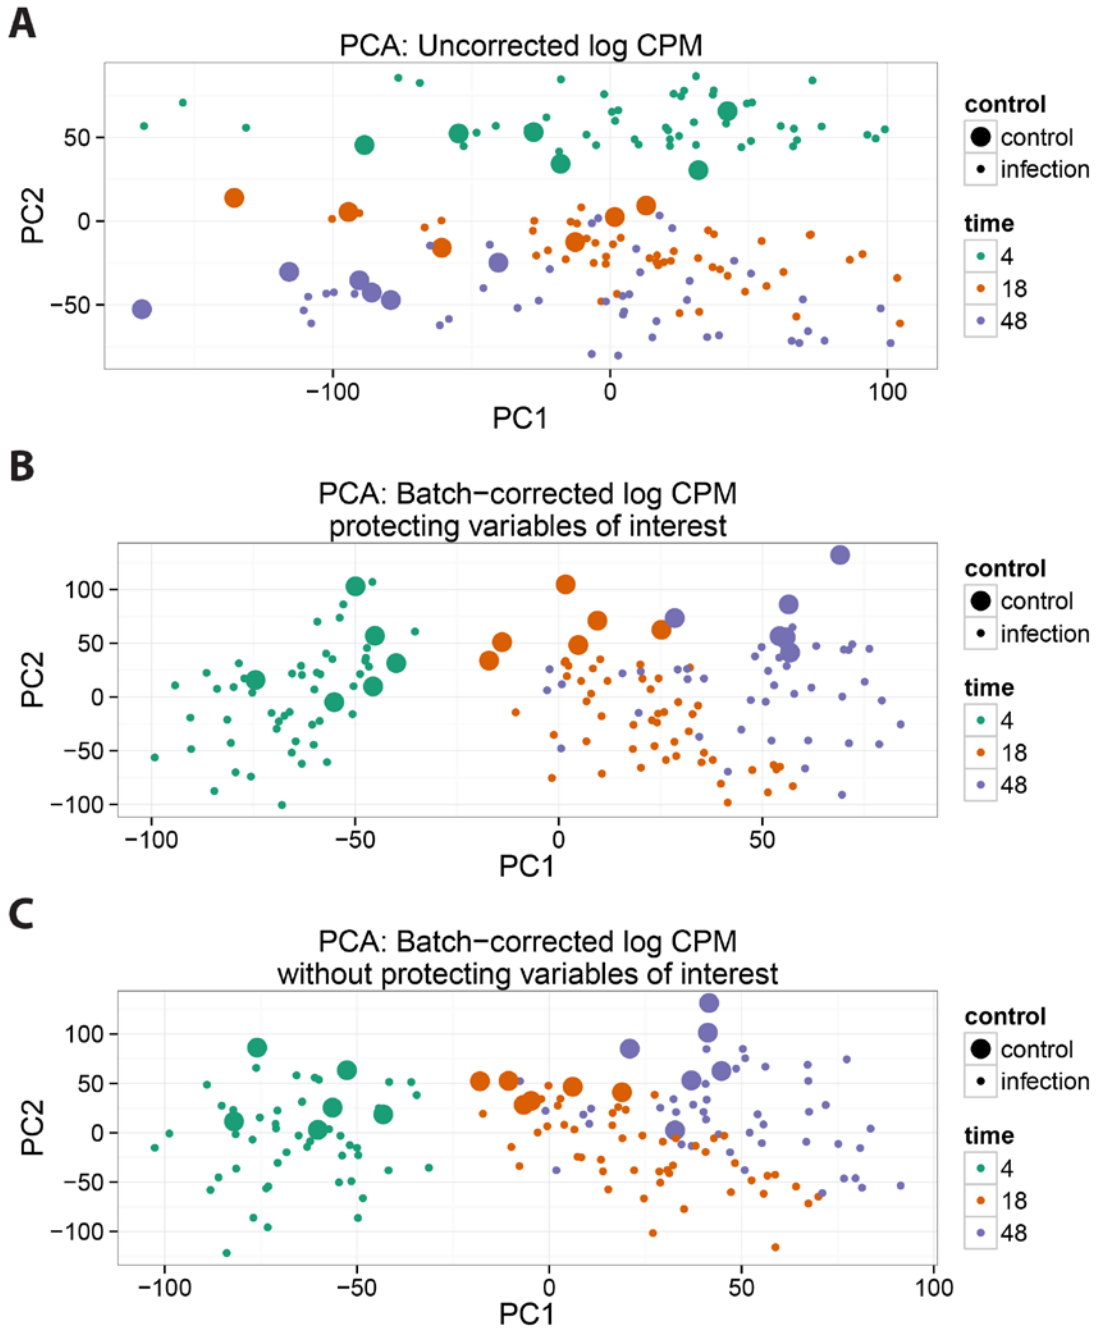 A
PCA: Uncorrected log CPM
50
0
−50
PC2
−100
0
100
PC1
control
control
infection
time
4
18
48
B
PCA: Batch−corrected log CPM
protecting variables of interest
100
50
0
−50
−100
PC2
−100
−50
0
50
PC1
control
control
infection
time
4
18
48
C
PCA: Batch−corrected log CPM
without protecting variables of interest
100
50
0
−50
−100
PC2
−100
−50
0
50
100
PC1
control
control
infection
time
4
18
48